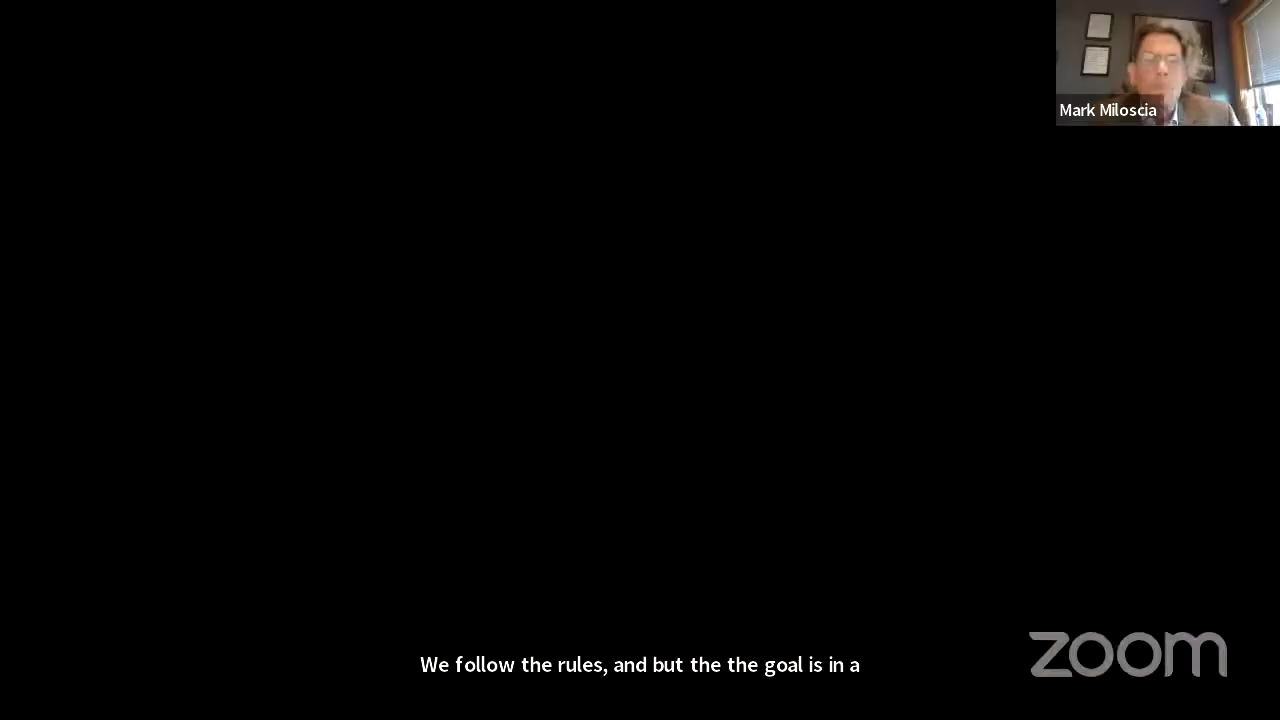 Mark Miloscia
We follow the rules, and but the the goal is in a
zoom